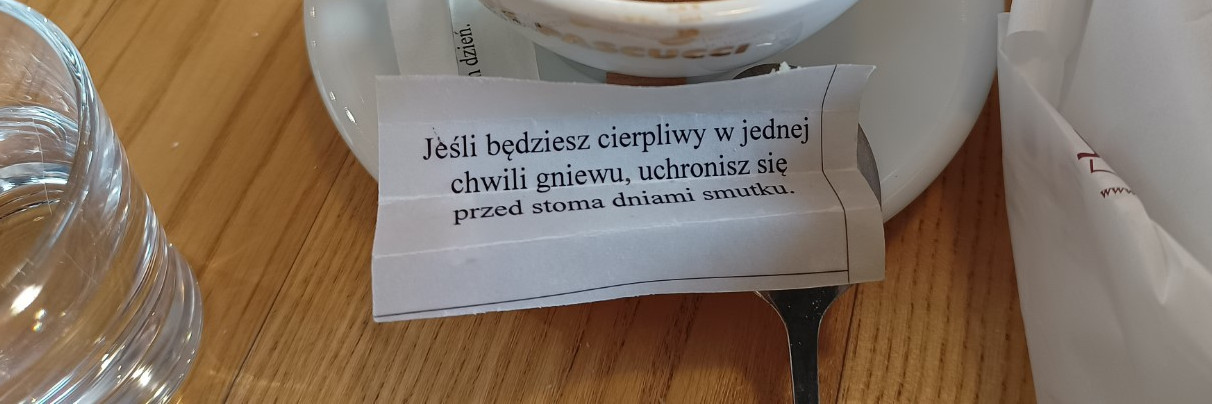 dzień.
Jeśli będziesz cierpliwy w jednej
chwili gniewu, uchronisz się
przed stoma dniami smutku.